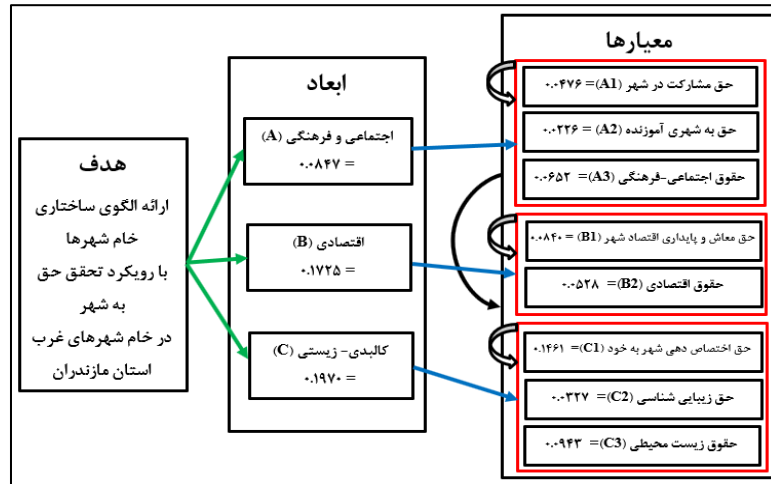 هدف
ارائه الگوی ساختاری
خام شهرها
با رویکرد تحقق حق
به شهر
در خام شهرهای غرب
استان مازندران
ابعاد
اجتماعی و فرهنگی (A)
= ۰.۰۸۴۷
اقتصادی (B)
= ۰.۱۷۲۵
کالبدی- زیستی (C)
= ۰.۱۹۷۰
معیارها
حق مشارکت در شهر (A1)= ۰.۰۴۷۶
حق به شهری آموزنده (A2)= ۰.۰۲۲۶
حقوق اجتماعی-فرهنگی (A3)= ۰.۰۶۵۲
حق معاش و پایداری اقتصاد شهر (B1) = ۰.۰۸۴۰
حقوق اقتصادی (B2)= ۰.۰۵۲۸
حق اختصاص دهی شهر به خود (C1)= ۰.۱۴۶۱
حق زیبایی شناسی (C2)= ۰.۰۳۲۷
حقوق زیست محیطی (C3)= ۰.۰۹۴۳